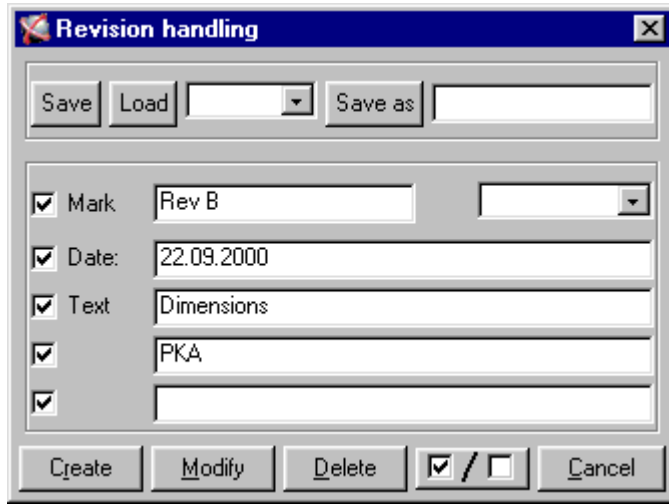 Revision handling
Save Load Save as
Mark Rev B
Date: 22.09.2000
Text Dimensions
PKA
Create Modify Delete / Cancel